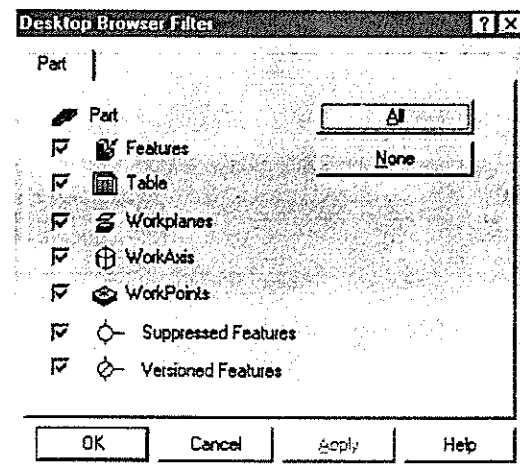 Desktop Browser Filter
Part
Part
All
Features
None
Table
Workplanes
WorkAxis
WorkPoints
Suppressed Features
Versioned Features
OK Cancel Apply Help